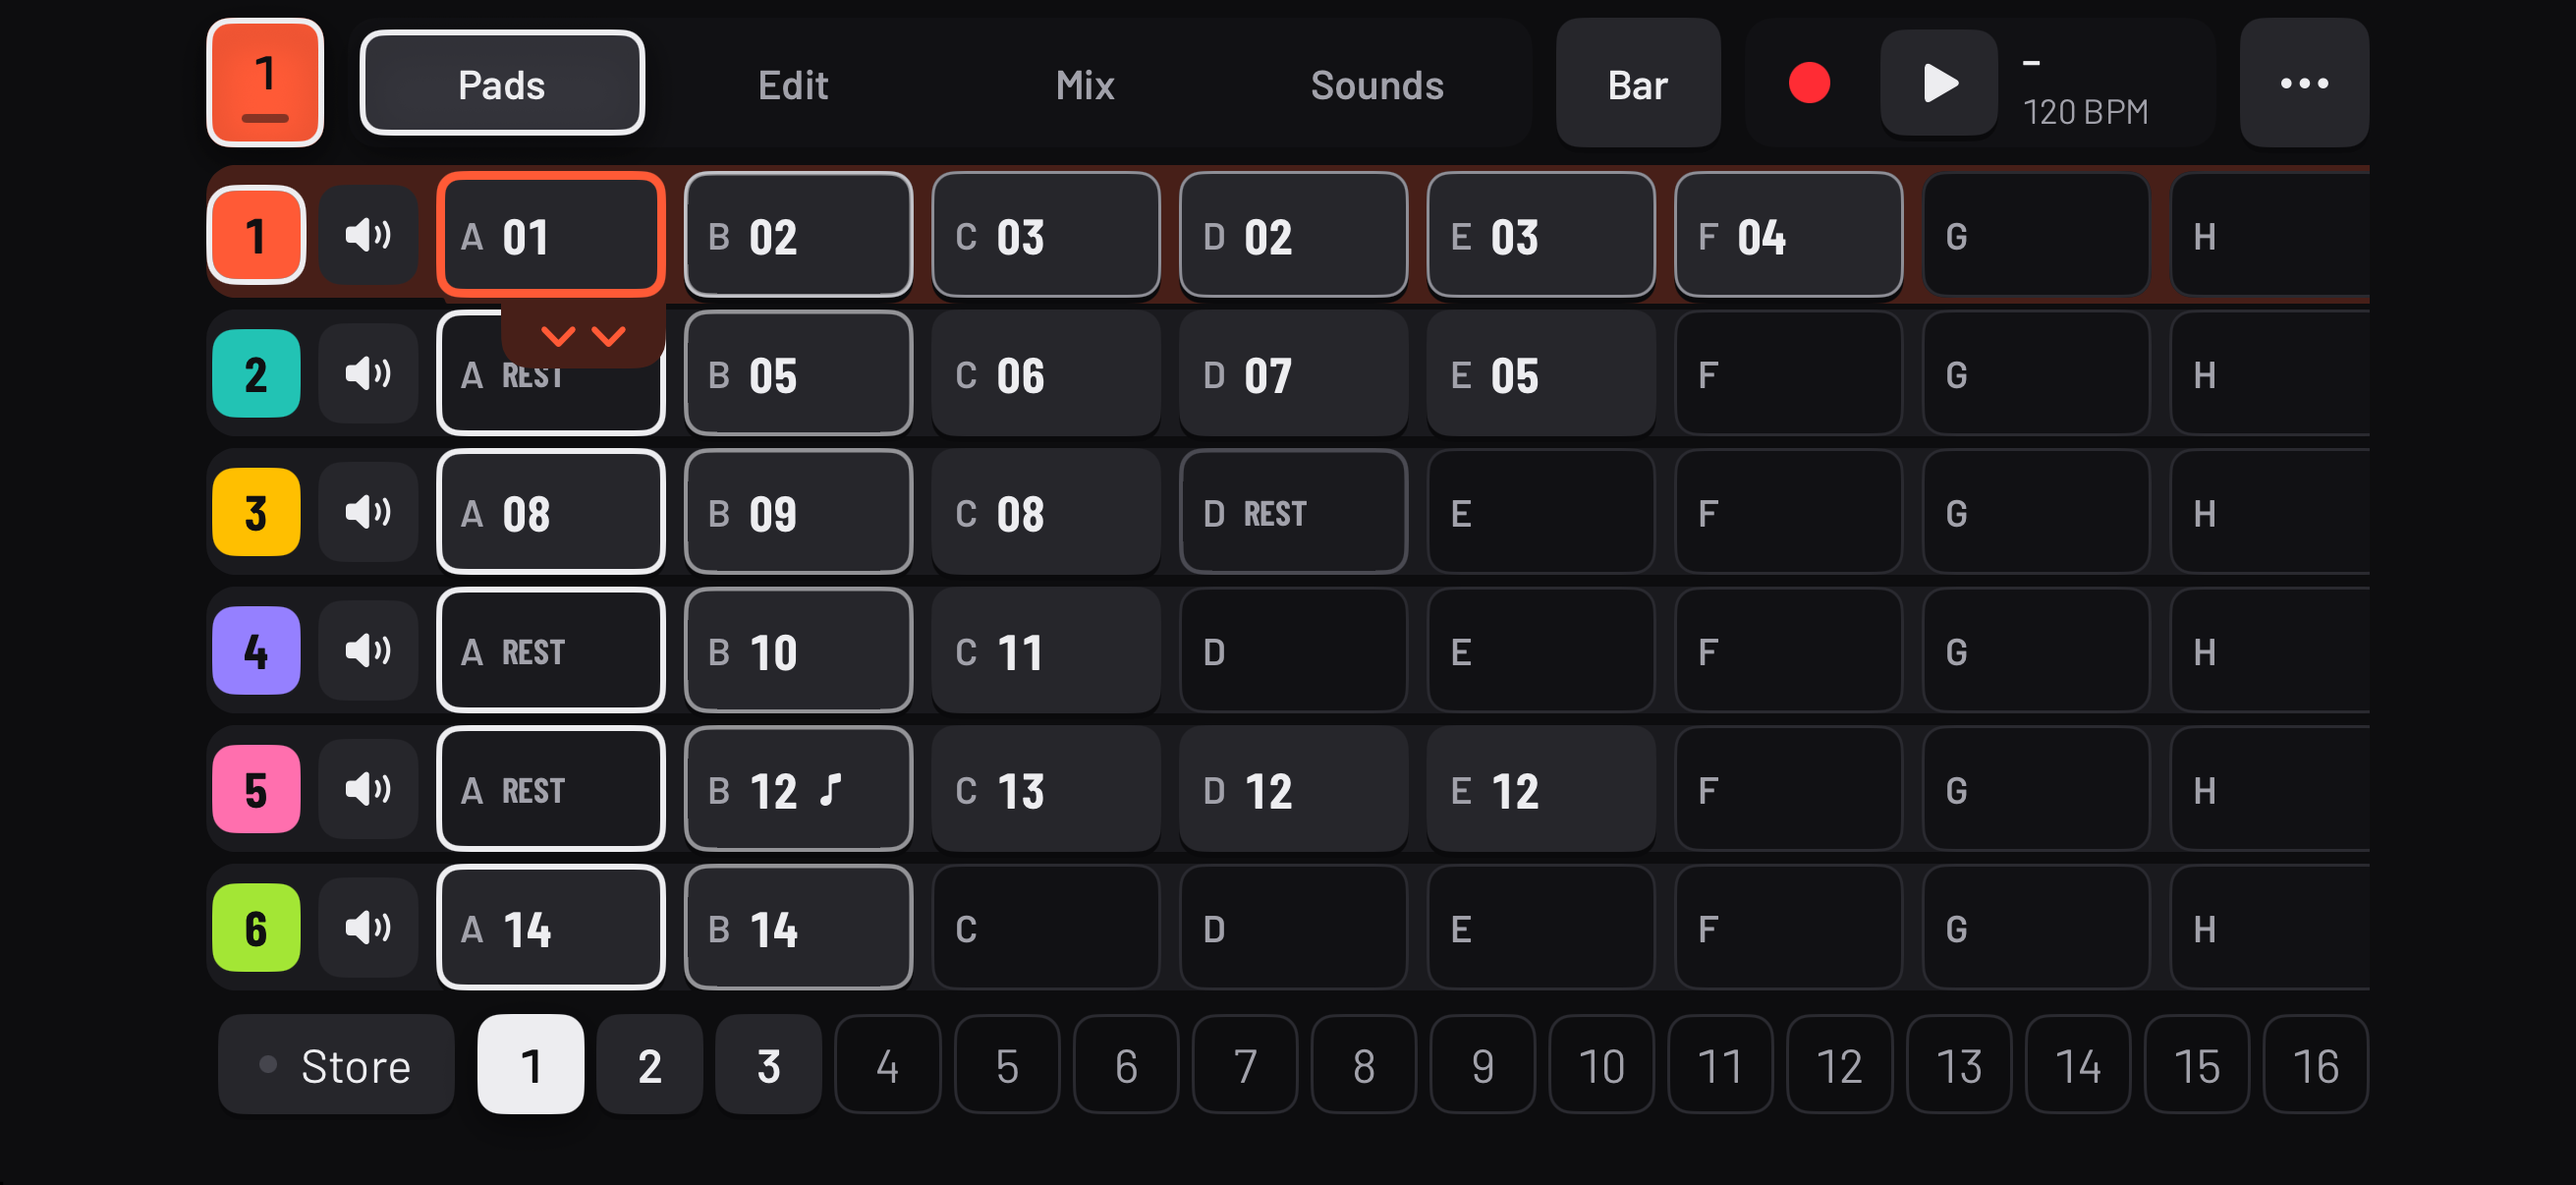 1 Pads Edit Mix Sounds Bar –
120 BPM
1 A 01 B 02 C 03 D 02 E 03 F 04 G H
2 A REST B 05 C 06 D 07 E 05 F G H
3 A 08 B 09 C 08 D REST E F G H
4 A REST B 10 C 11 D E F G H
5 A REST B 12 C 13 D 12 E 12 F G H
6 A 14 B 14 C D E F G H
Store 1 2 3 4 5 6 7 8 9 10 11 12 13 14 15 16